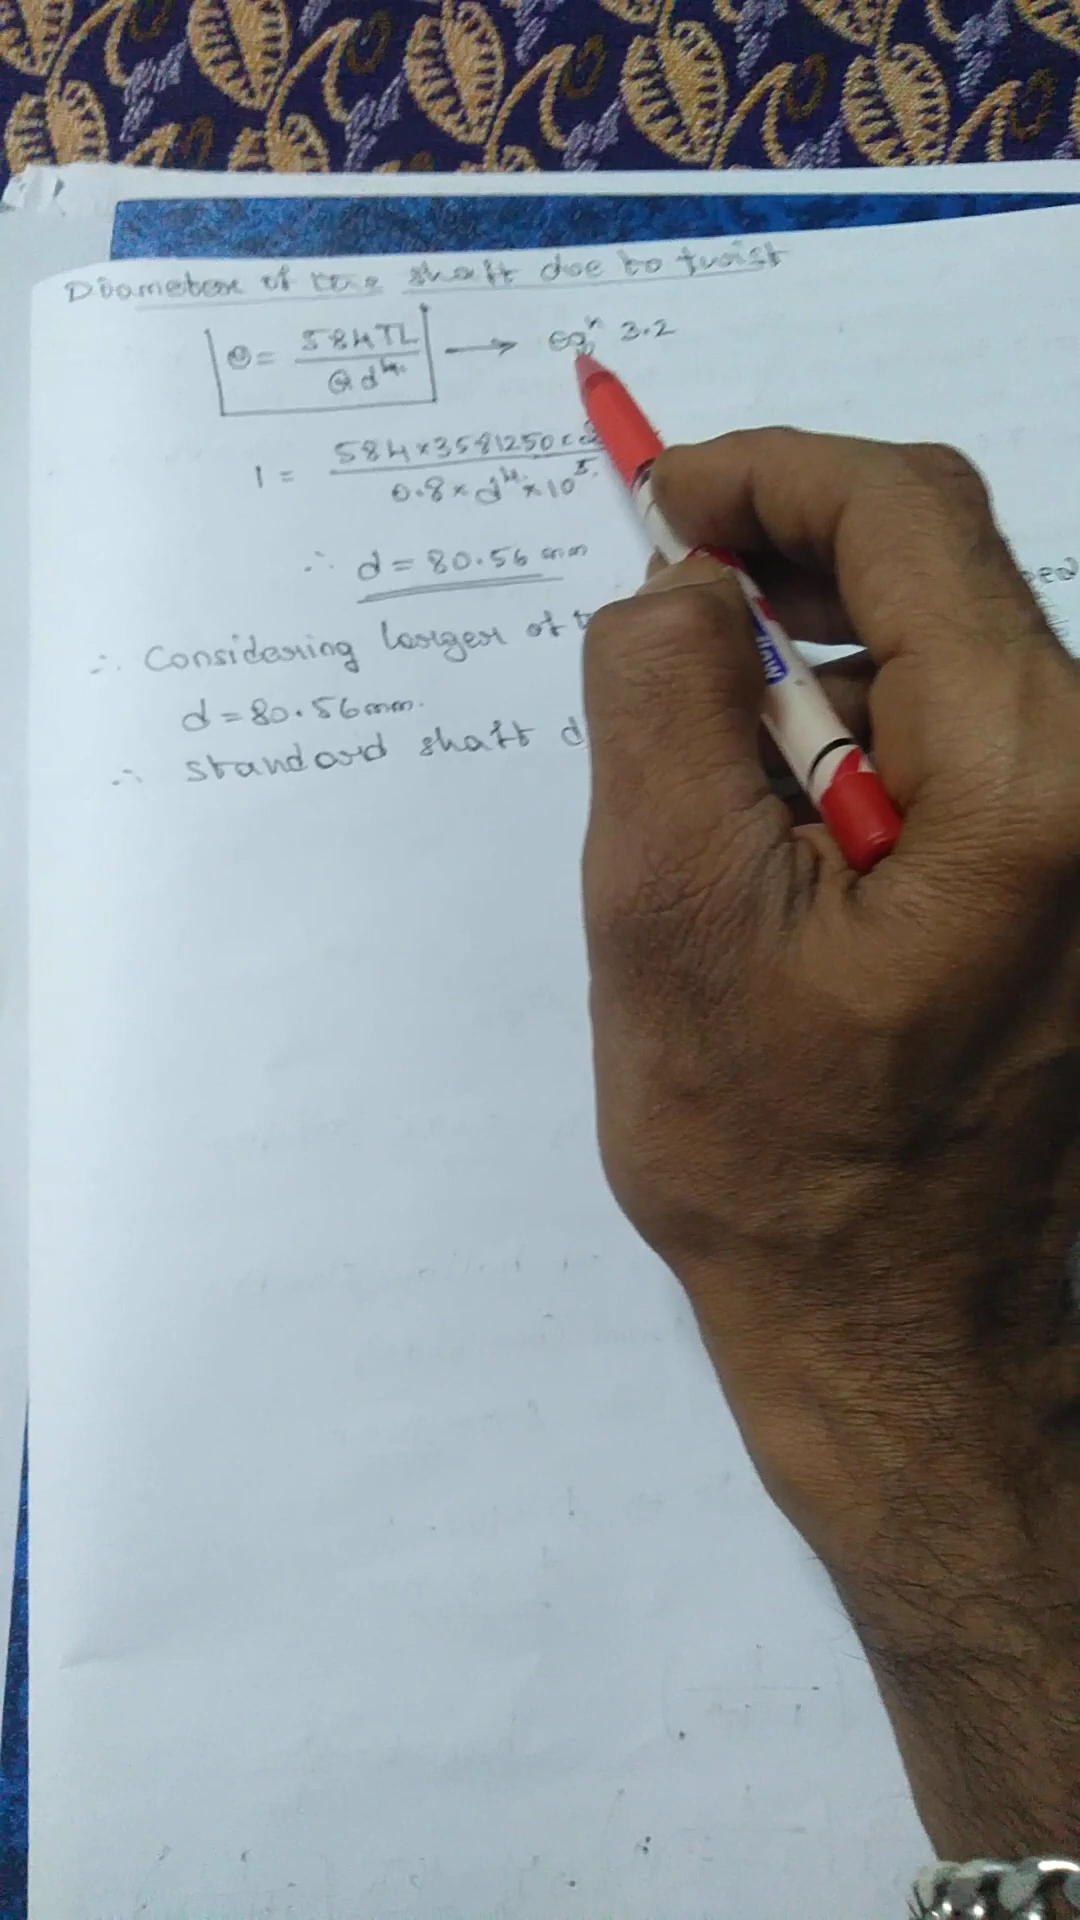 Diameter of the shaft due to twist
θ = 584TL / Gd⁴ → eqⁿ 3.2
1 = 584×3581250 / 0.8×d⁴×10⁵
∴ d = 80.56 mm
∴ Considering larger of
d = 80.56mm.
∴ standard shaft d
flow